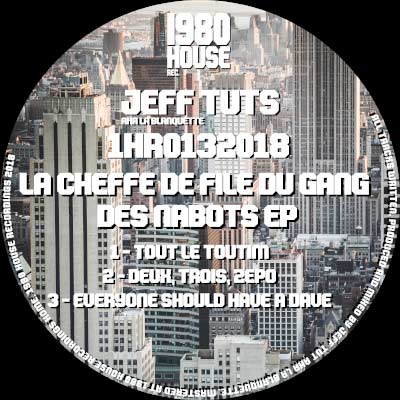 1980
HOUSE
REC
JEFF TUTS
AKA LA BLANQUETTE
1HR0132018
LA CHEFFE DE FILE DU GANG
DES NABOTS EP
1 - TOUT LE TOUTIM
2 - DEUX, TROIS, ZEPO
3 - EVERYONE SHOULD HAVE A DAVE
ALL TRACKS WRITTEN PRODUCED AND MIXED BY JEFF TUTS AKA LA BLANQUETTE. MASTERED AT 1980 HOUSE RECORDINGS 1980 HOUSE RECORDINGS 2018